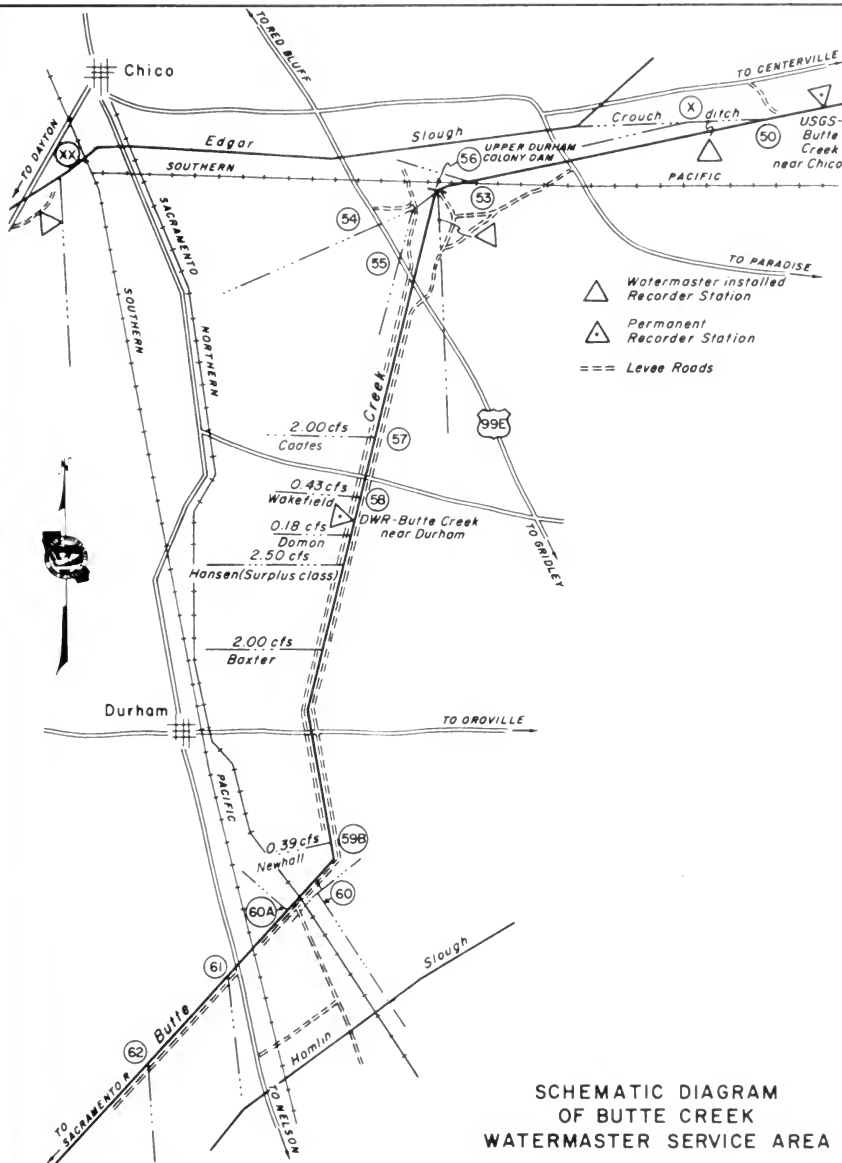 TO RED BLUFF
Chico
TO CENTERVILLE
TO DAYTON
XX
Edgar
Slough
Crouch
X
ditch
50
USGS-
Butte
Creek
near Chico
56
UPPER DURHAM
COLONY DAM
SOUTHERN
PACIFIC
53
54
55
TO PARADISE
SACRAMENTO
NORTHERN
SOUTHERN
PACIFIC
Watermaster installed
Recorder Station
Permanent
Recorder Station
=== Levee Roads
Creek
99E
2.00 cfs
Coates
57
0.43 cfs
Wakefield
58
DWR-Butte Creek
near Durham
0.18 cfs
Domon
2.50 cfs
Hansen (Surplus class)
TO GRIDLEY
2.00 cfs
Baxter
Durham
TO OROVILLE
0.39 cfs
Newhall
59B
60A
60
61
Slough
Hamlin
Butte
62
TO
SACRAMENTO R
TO NELSON
SCHEMATIC DIAGRAM
OF BUTTE CREEK
WATERMASTER SERVICE AREA